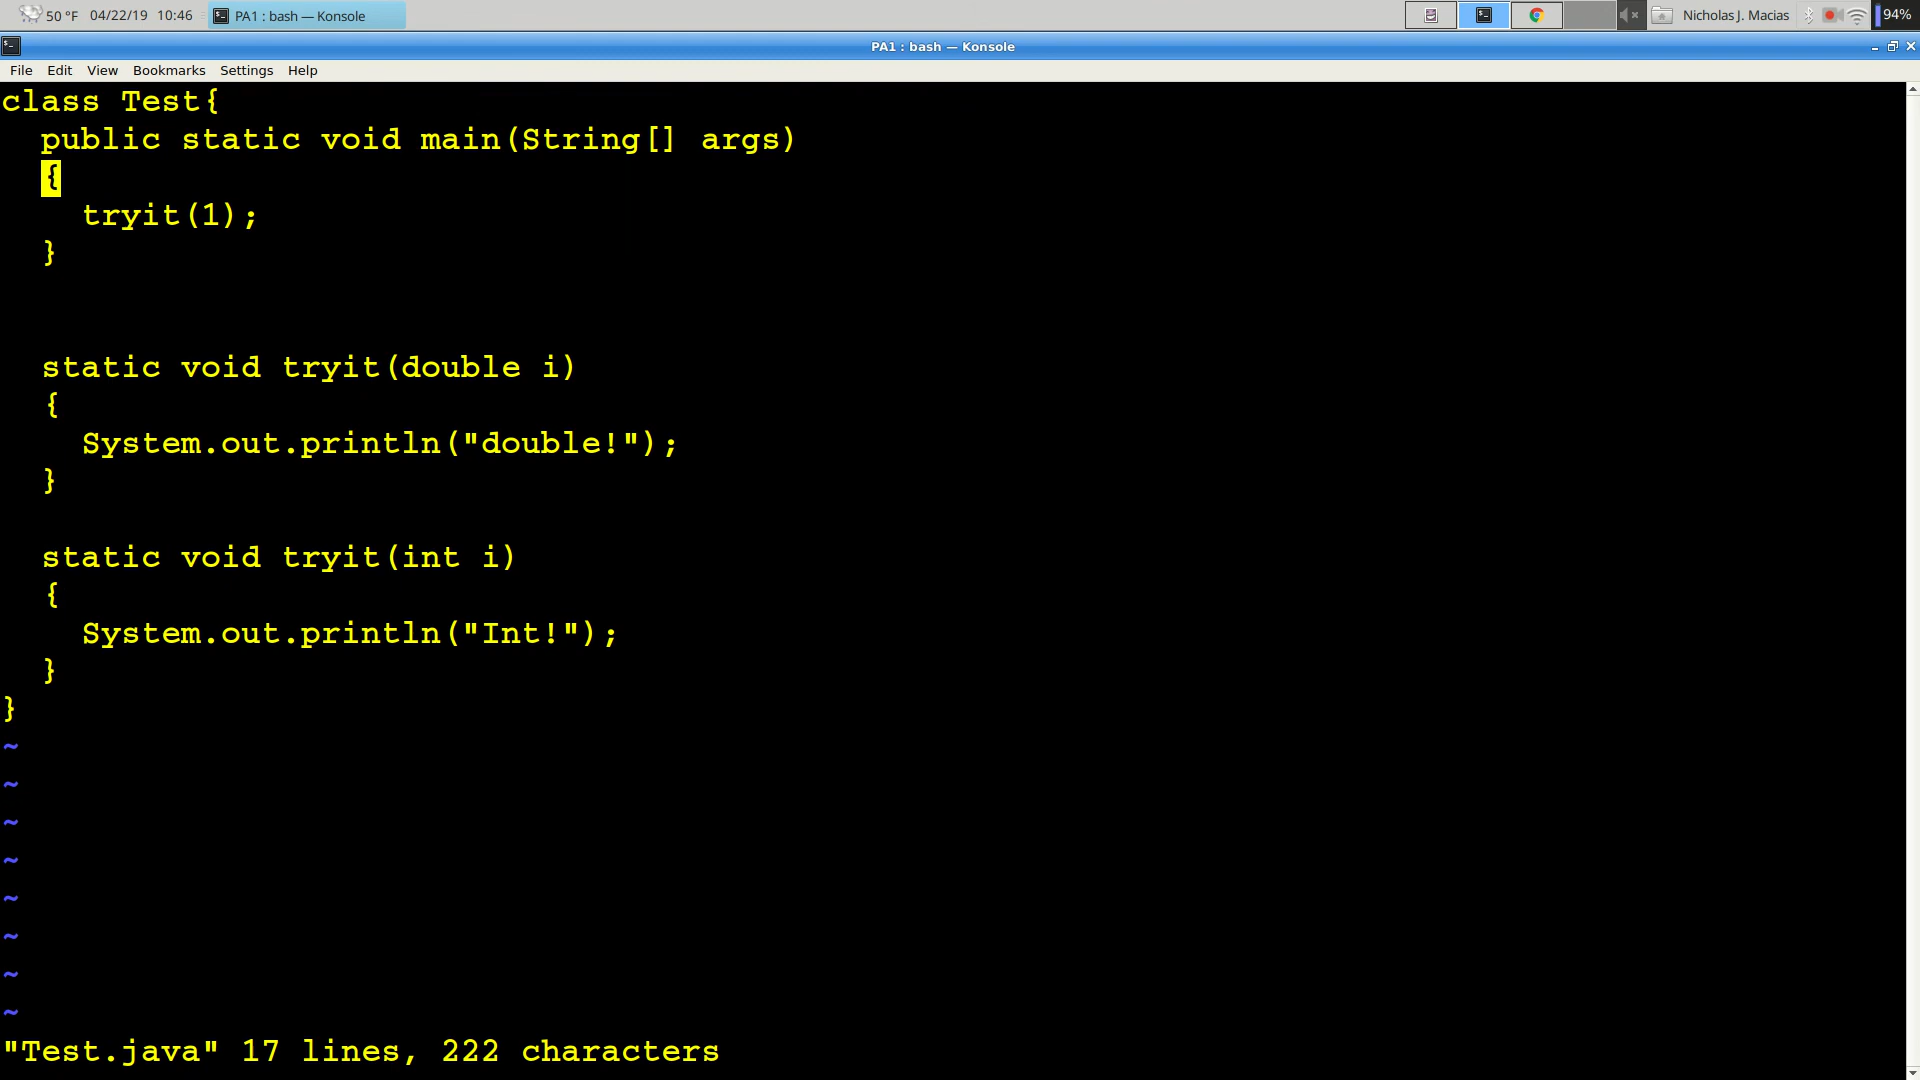 50 °F 04/22/19 10:46 PA1 : bash — Konsole Nicholas J. Macias 94%
PA1 : bash — Konsole
File Edit View Bookmarks Settings Help
class Test{
   public static void main(String[] args)
   {
      tryit(1);
   }
   static void tryit(double i)
   {
      System.out.println("double!");
   }
   static void tryit(int i)
   {
      System.out.println("Int!");
   }
}
~
~
~
~
~
~
~
~
"Test.java" 17 lines, 222 characters